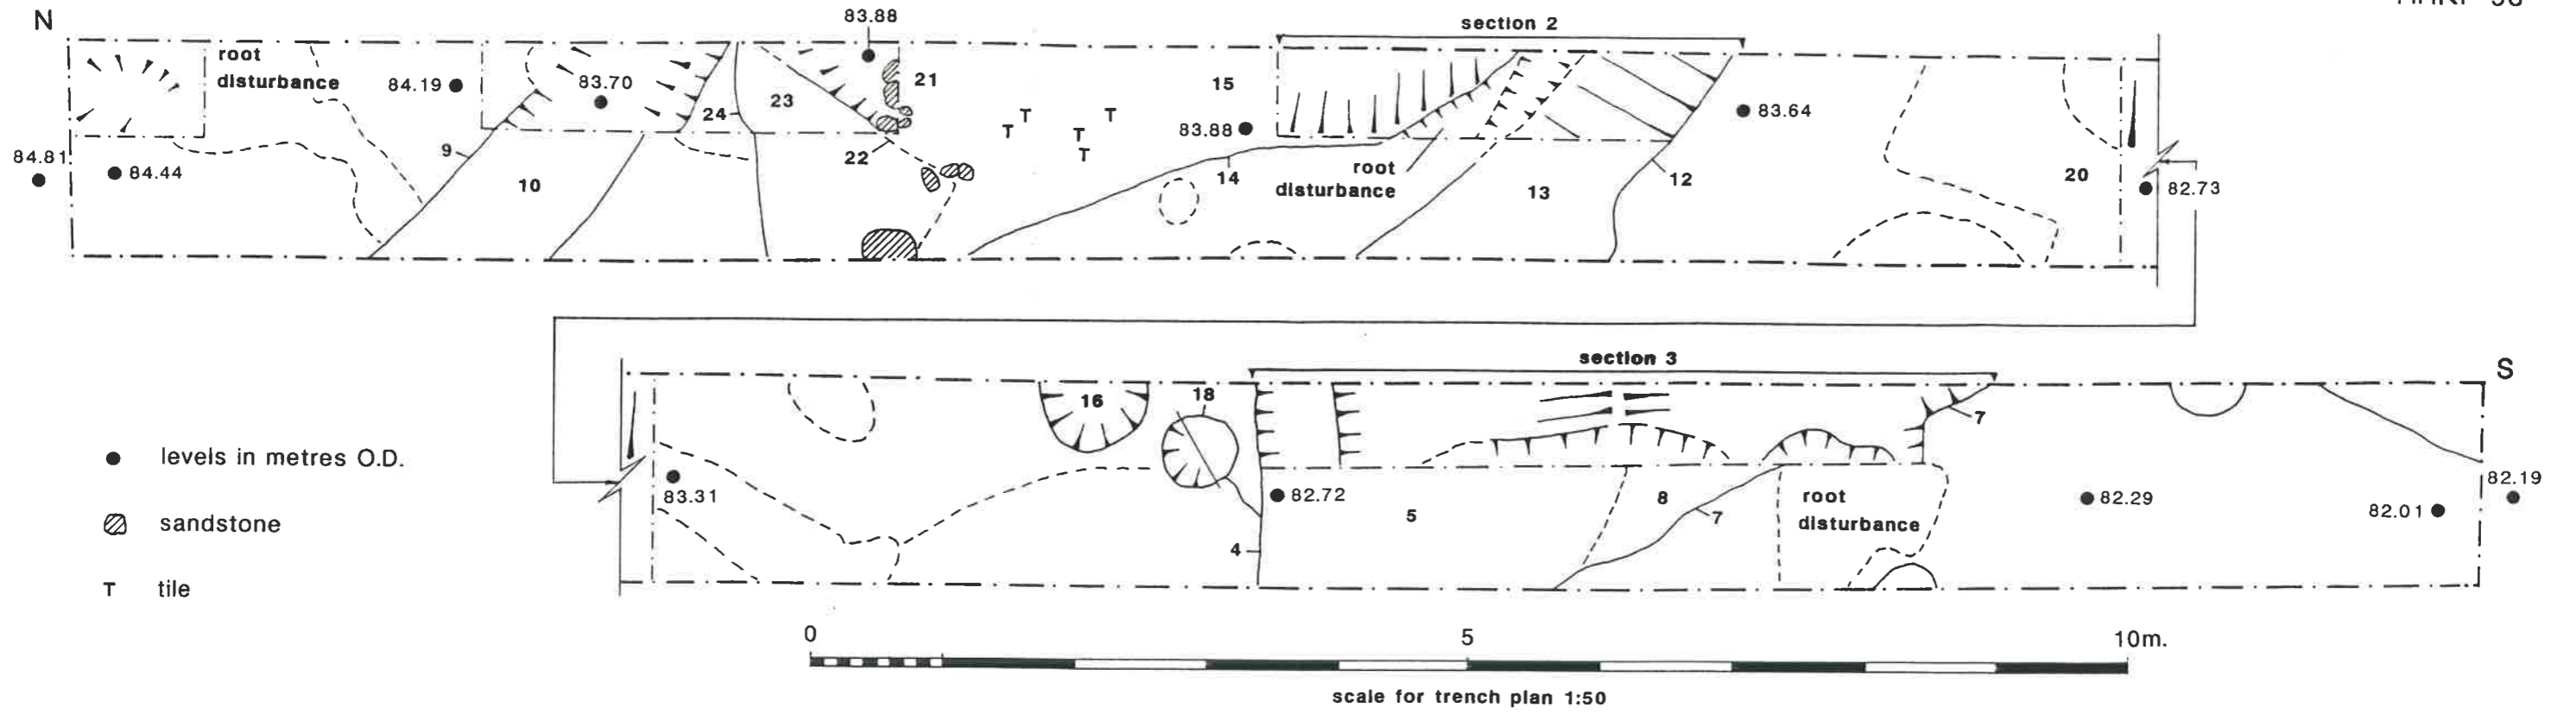 N
83.88
section 2
root
disturbance
84.19
83.70
24
23
21
15
83.88
83.64
T T T T T
84.81
84.44
9
10
22
14
root
disturbance
13
12
20
82.73
section 3
S
16
18
7
levels in metres O.D.
83.31
82.72
5
8
7
root
disturbance
82.29
82.01
82.19
sandstone
4
T tile
0 5 10m.
scale for trench plan 1:50